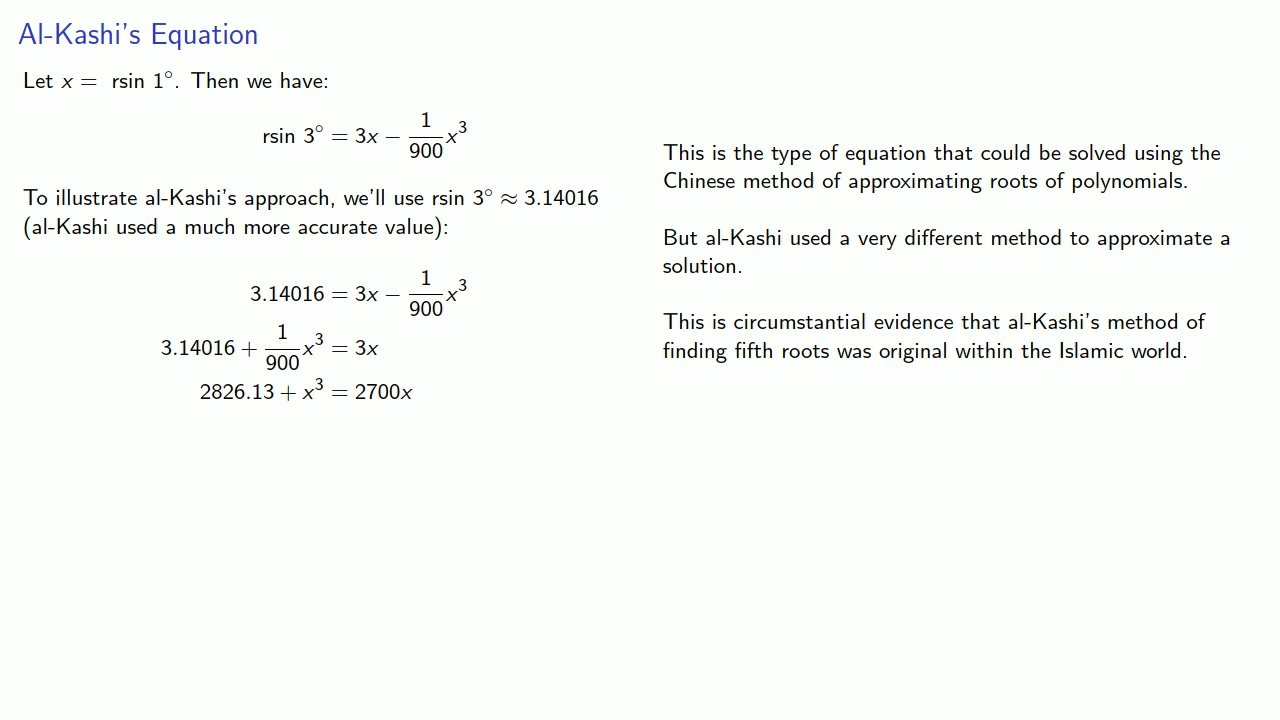 Al-Kashi's Equation
Let x = rsin 1°. Then we have:
rsin 3° = 3x − 1/900 x³
To illustrate al-Kashi's approach, we'll use rsin 3° ≈ 3.14016
(al-Kashi used a much more accurate value):
3.14016 = 3x − 1/900 x³
3.14016 + 1/900 x³ = 3x
2826.13 + x³ = 2700x
This is the type of equation that could be solved using the
Chinese method of approximating roots of polynomials.
But al-Kashi used a very different method to approximate a
solution.
This is circumstantial evidence that al-Kashi's method of
finding fifth roots was original within the Islamic world.